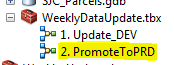 SJC_Parcels.gdb
WeeklyDataUpdate.tbx
1. Update_DEV
2. PromoteToPRD